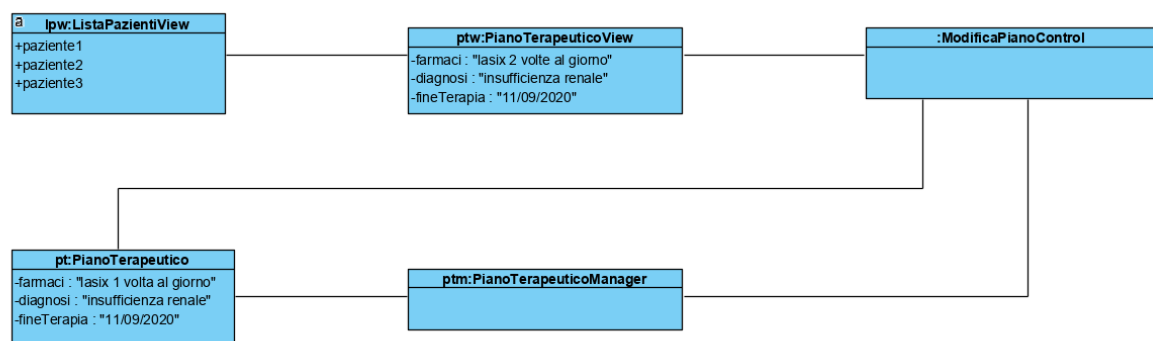 a
lpw:ListaPazientiView
+paziente1
+paziente2
+paziente3
ptw:PianoTerapeuticoView
-farmaci : "lasix 2 volte al giorno"
-diagnosi : "insufficienza renale"
-fineTerapia : "11/09/2020"
:ModificaPianoControl
pt:PianoTerapeutico
-farmaci : "lasix 1 volta al giorno"
-diagnosi : "insufficienza renale"
-fineTerapia : "11/09/2020"
ptm:PianoTerapeuticoManager